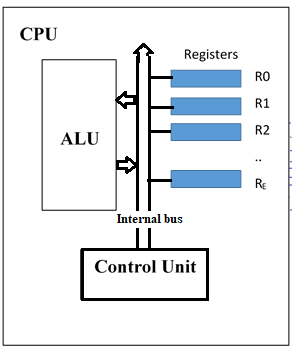 CPU
Registers
R0
R1
ALU
R2
..
RE
Internal bus
Control Unit